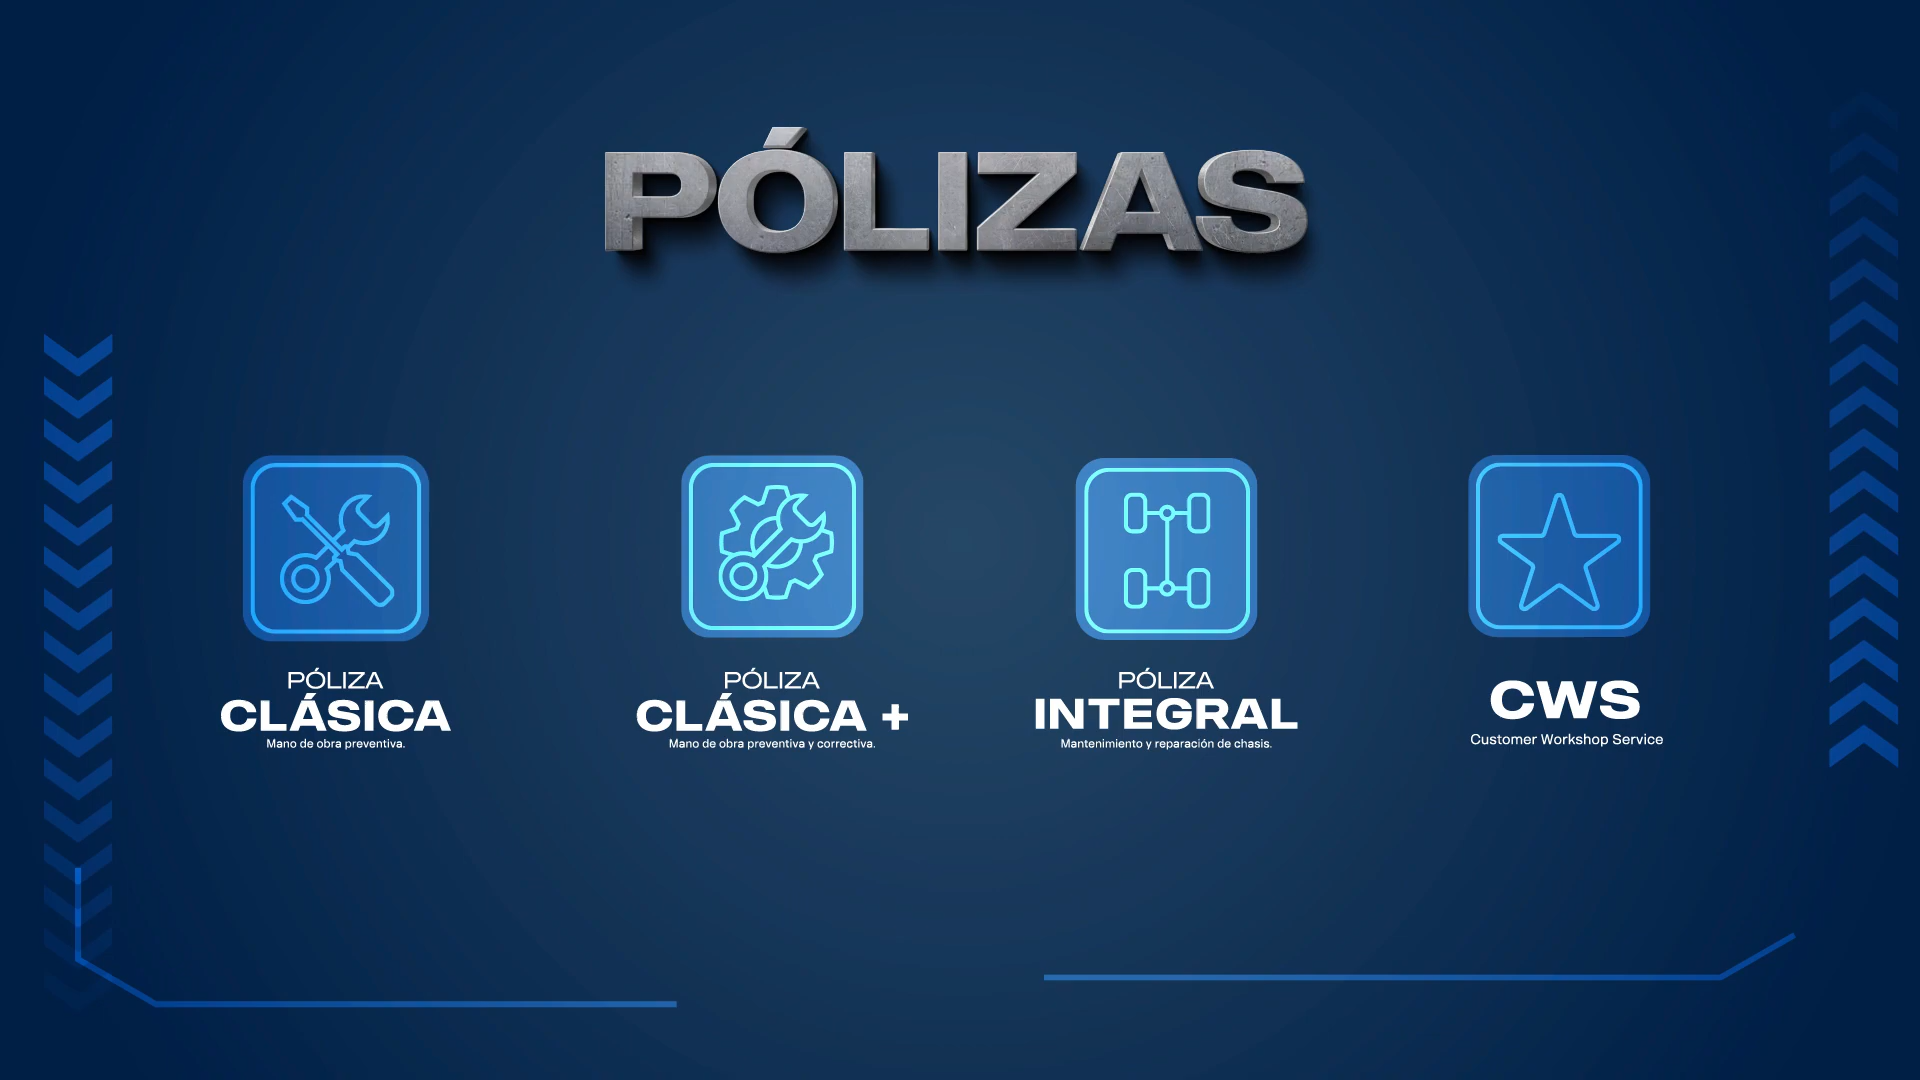 PÓLIZAS
PÓLIZA
CLÁSICA
Mano de obra preventiva.
PÓLIZA
CLÁSICA +
Mano de obra preventiva y correctiva.
PÓLIZA
INTEGRAL
Mantenimiento y reparación de chasis.
CWS
Customer Workshop Service